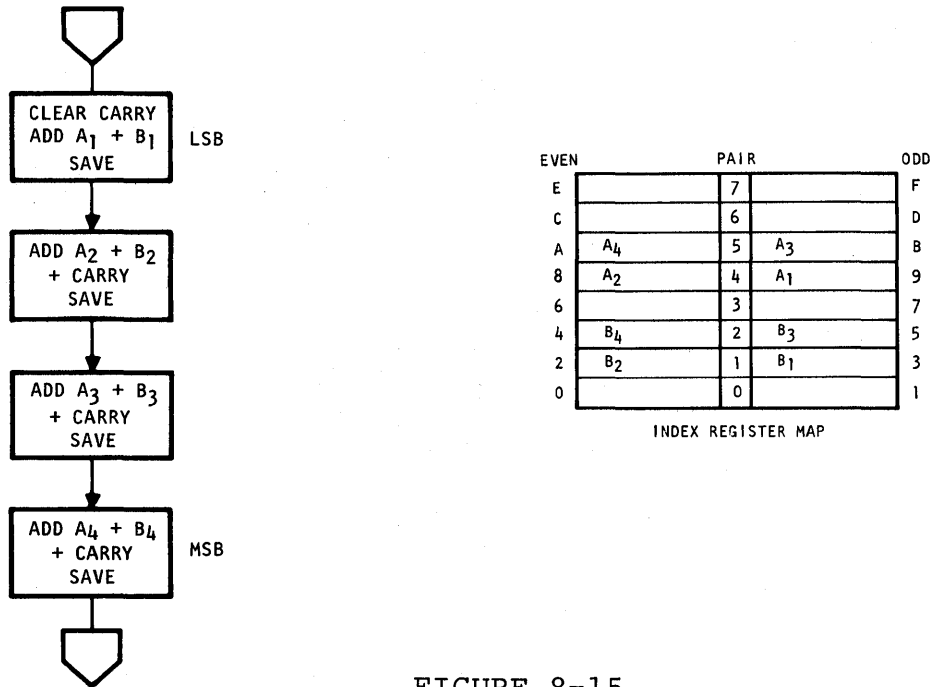 CLEAR CARRY
ADD A1 + B1
SAVE
LSB
ADD A2 + B2
+ CARRY
SAVE
ADD A3 + B3
+ CARRY
SAVE
ADD A4 + B4
+ CARRY
SAVE
MSB
EVEN PAIR ODD
E 7 F
C 6 D
A A4 5 A3 B
8 A2 4 A1 9
6 3 7
4 B4 2 B3 5
2 B2 1 B1 3
0 0 1
INDEX REGISTER MAP
FIGURE 8-15